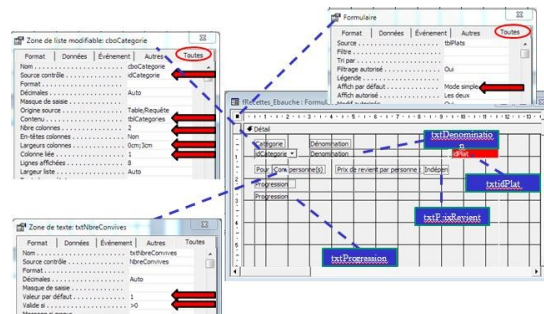 Zone de liste modifiable: cboCategorie
Format Données Événement Autres Toutes
Nom cboCategorie
Source contrôle idCategorie
Format
Décimales Auto
Masque de saisie
Origine source Table/Requête
Contenu tblCategories
Nbre colonnes 2
En-têtes colonnes Non
Largeurs colonnes 0cm;3cm
Colonne liée 1
Lignes affichées 8
Largeur liste Auto
Formulaire
Format Données Événement Autres Toutes
Source tblPlats
Filtre
Tri par
Filtrage autorisé Oui
Légende
Affich par défaut Mode simple
Affich autorisé Les deux
fRecettes_Ebauche : Formul
Détail
Catégorie Dénomination
idCategorie Dénomination
txtDenominatio
n
idPlat
Pour personne(s) Prix de revient par personne : Indépen
txtidPlat
Progression
Progression
txtPrixRevient
txtProgression
Zone de texte: txtNbreConvives
Format Données Événement Autres Toutes
Nom txtNbreConvives
Source contrôle NbreConvives
Format
Décimales Auto
Masque de saisie
Valeur par défaut 1
Valide si >0